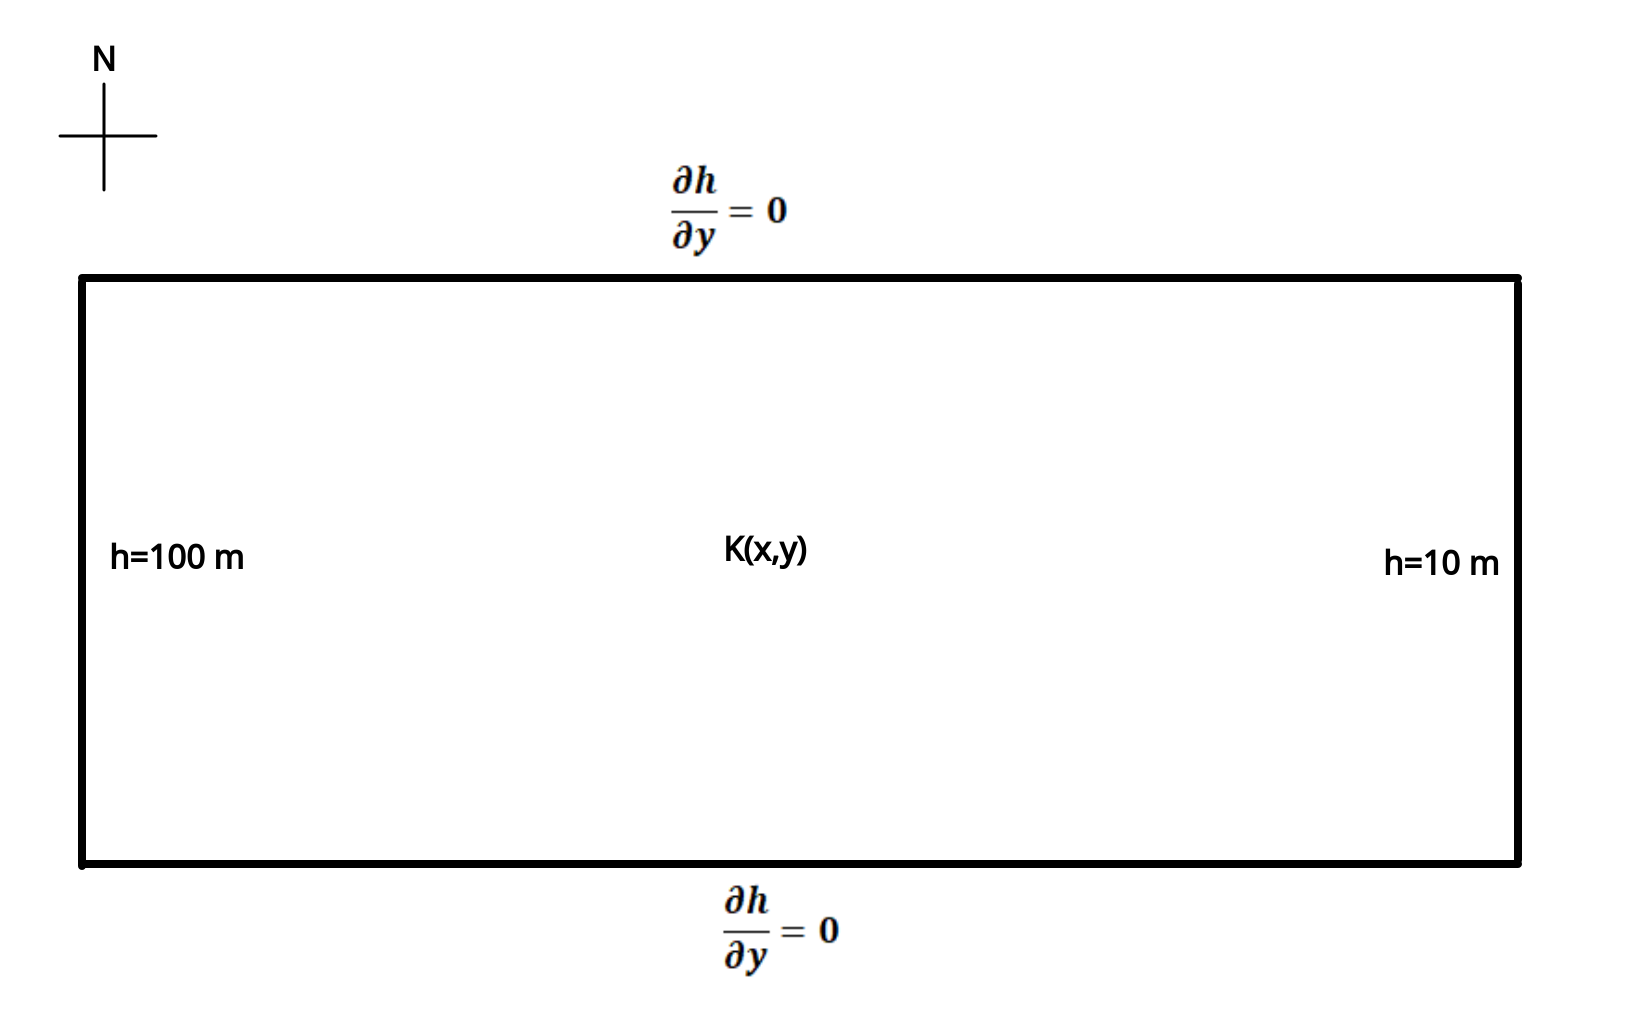 N
∂h/∂y = 0
h=100 m
K(x,y)
h=10 m
∂h/∂y = 0